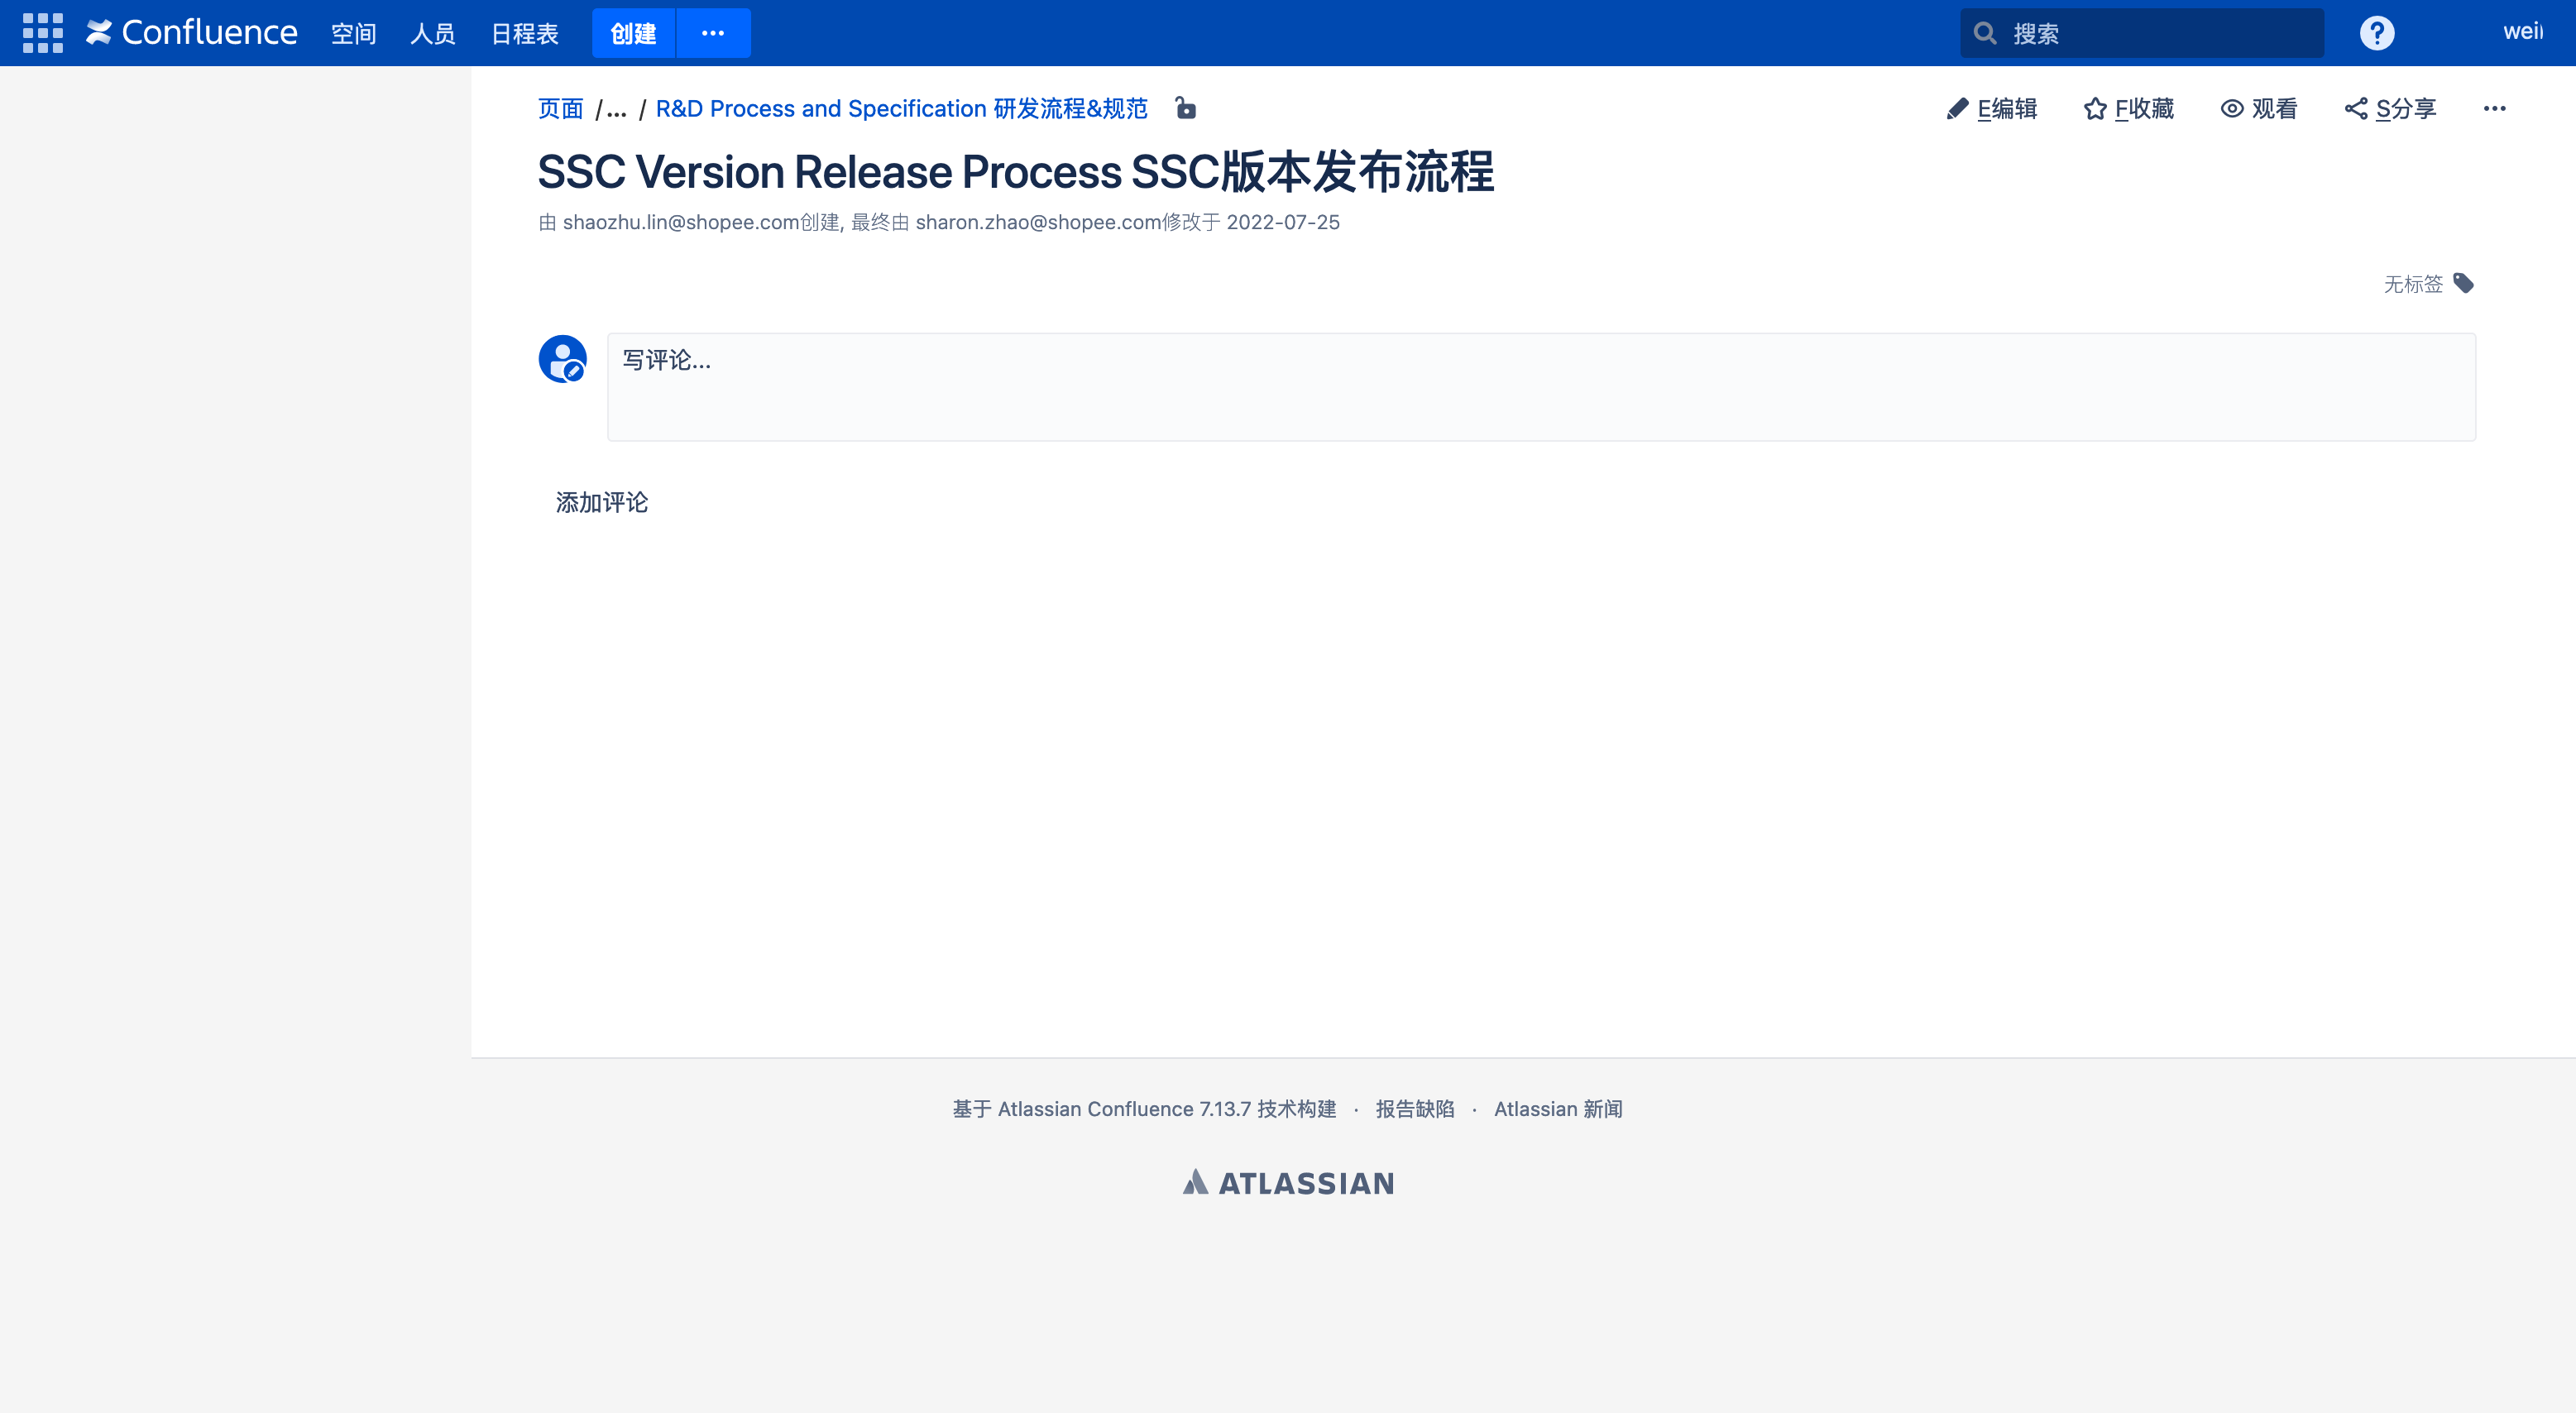 Confluence 空间 人员 日程表 创建 ··· 搜索 ?
页面 /... / R&D Process and Specification 研发流程&规范 E编辑 F收藏 观看 S分享 ···
SSC Version Release Process SSC版本发布流程
由 shaozhu.lin@shopee.com创建, 最终由 sharon.zhao@shopee.com修改于 2022-07-25
无标签
写评论...
添加评论
基于 Atlassian Confluence 7.13.7 技术构建 · 报告缺陷 · Atlassian 新闻
ATLASSIAN